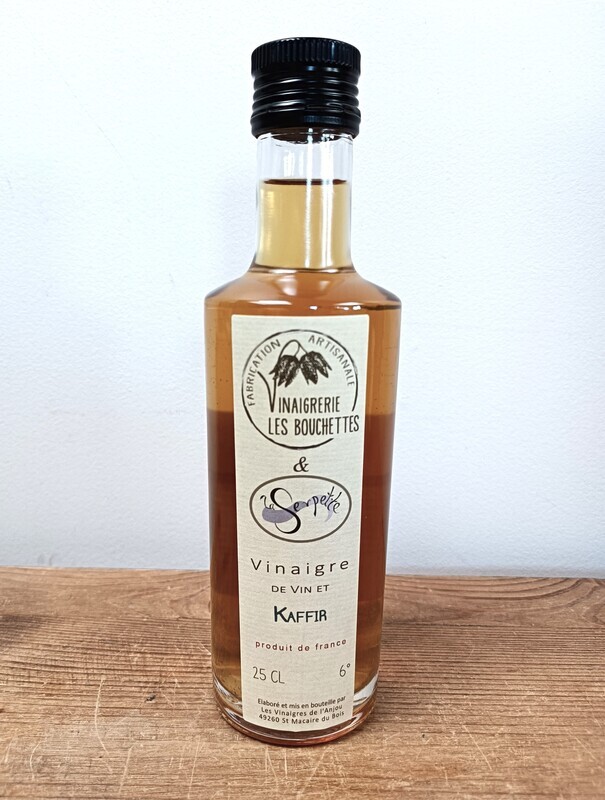 FABRICATION ARTISANALE
VINAIGRERIE
LES BOUCHETTES
&
La Serpette
Vinaigre
DE VIN ET
KAFFIR
produit de france
25 CL 6°
Elaboré et mis en bouteille par
Les Vinaigres de l'Anjou
49260 St Macaire du Bois